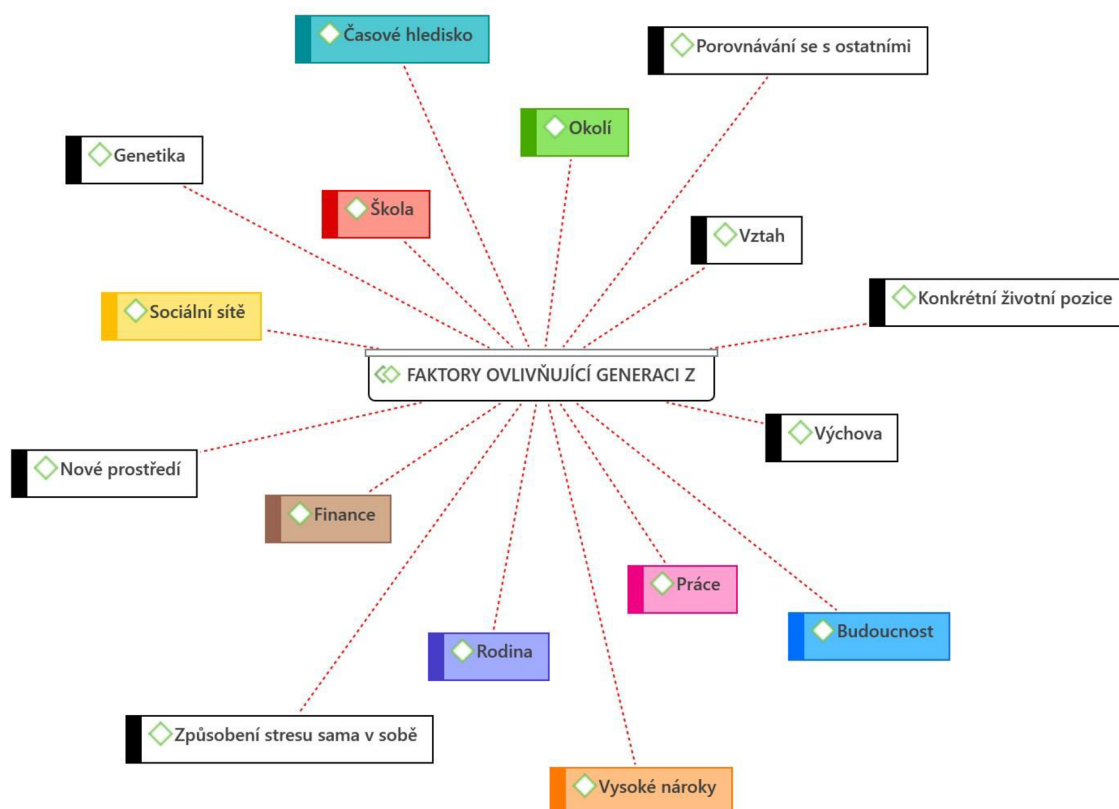 Časové hledisko
Porovnávání se s ostatními
Okolí
Genetika
Škola
Vztah
Konkrétní životní pozice
Sociální sítě
FAKTORY OVLIVŇUJÍCÍ GENERACI Z
Výchova
Nové prostředí
Finance
Práce
Budoucnost
Rodina
Způsobení stresu sama v sobě
Vysoké nároky